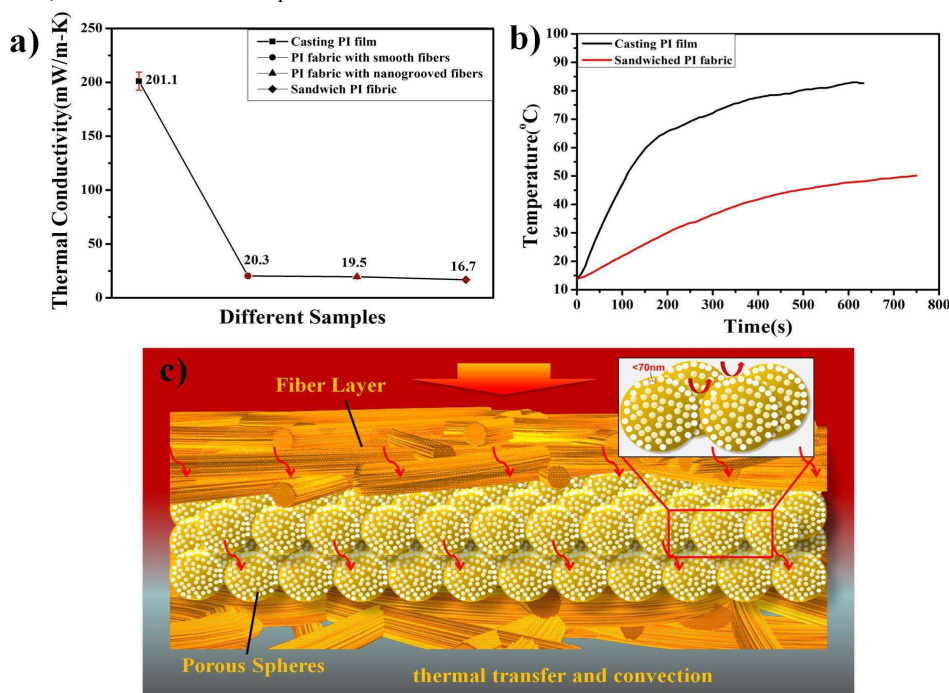 a)
Thermal Conductivity(mW/m-K)
250
200
150
100
50
0
Casting PI film
PI fabric with smooth fibers
PI fabric with nanogrooved fibers
Sandwich PI fibric
201.1
20.3
19.5
16.7
Different Samples
b)
Temperature(°C)
100
90
80
70
60
50
40
30
20
10
Casting PI film
Sandwiched PI fabric
0 100 200 300 400 500 600 700 800
Time(s)
c)
Fiber Layer
<70nm
Porous Spheres
thermal transfer and convection